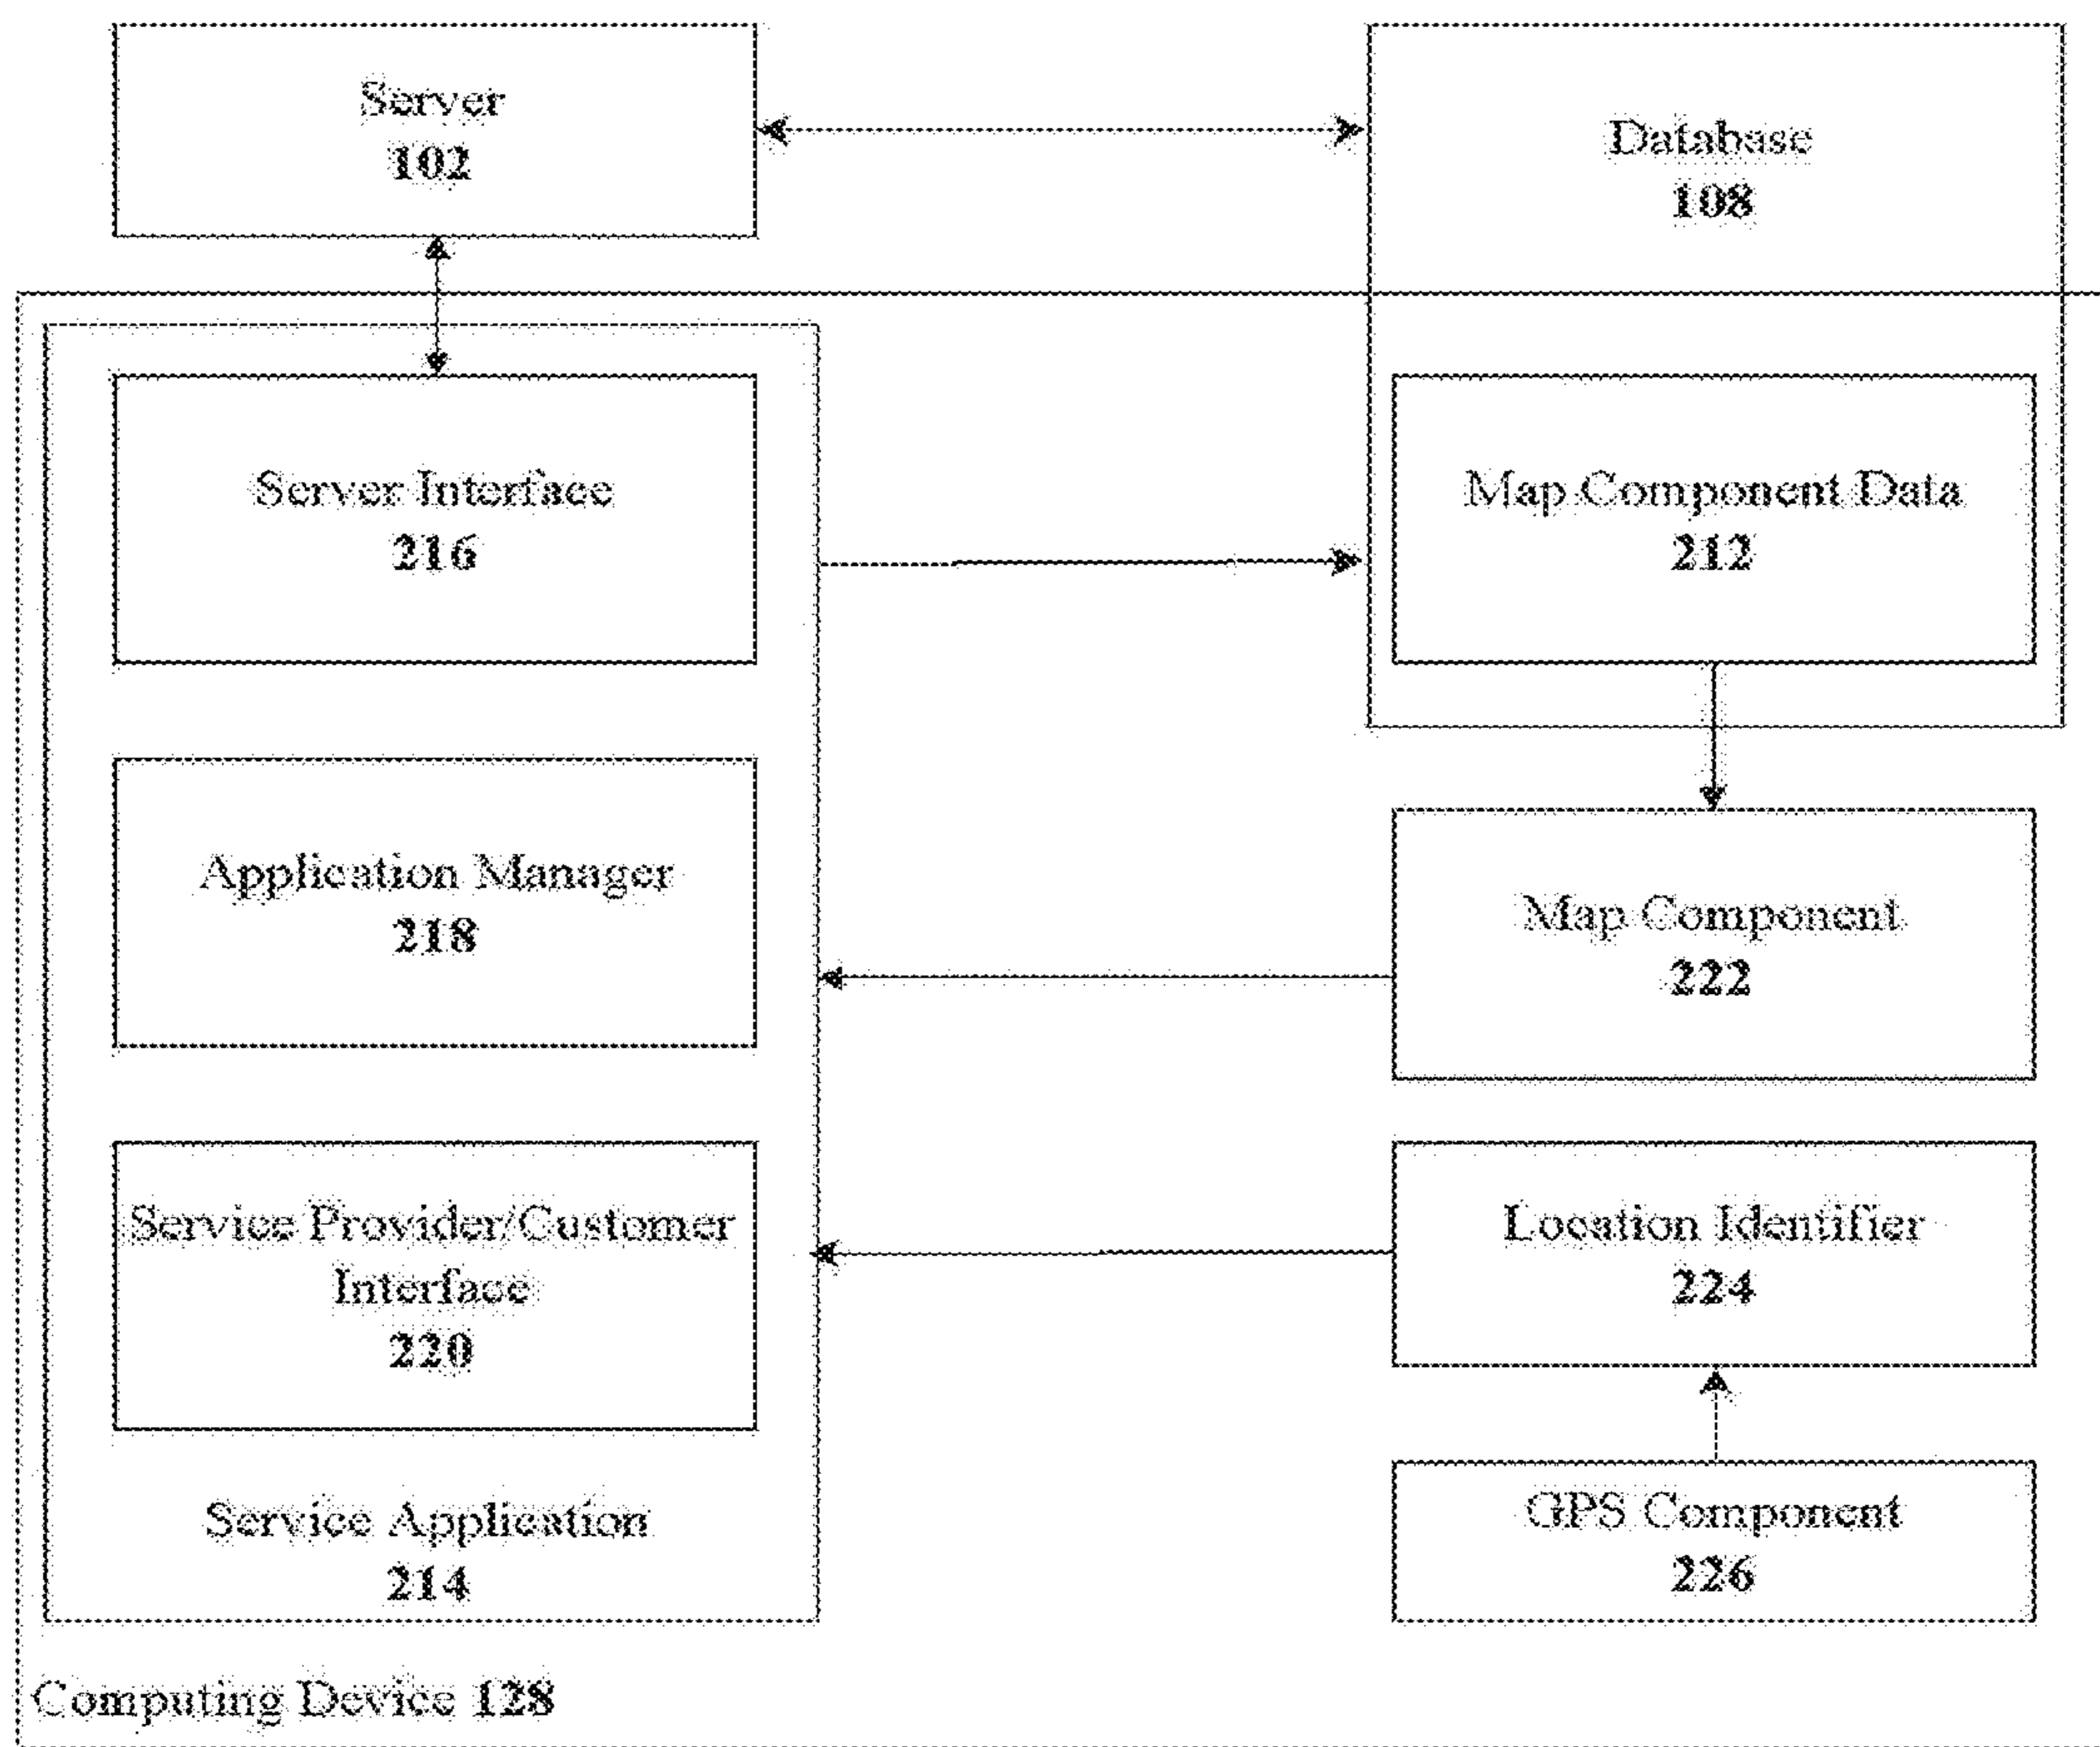 Server
102
Database
108
Server Interface
216
Map Component Data
212
Application Manager
218
Map Component
222
Service Provider/Customer
Interface
220
Location Identifier
224
Service Application
214
GPS Component
226
Computing Device 128